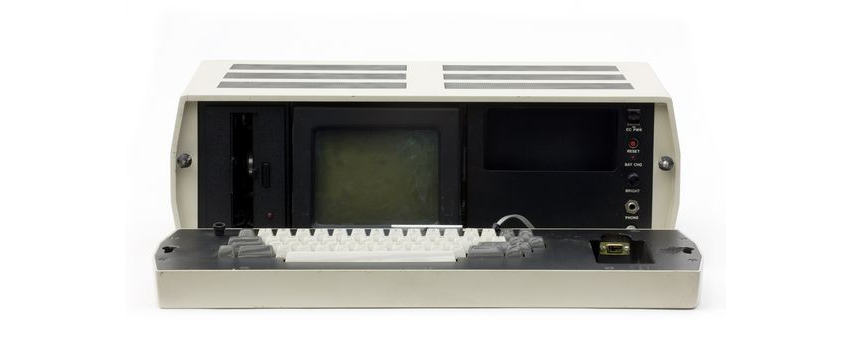 EC PWR
RESET
BAT CHG
BRIGHT
PHONE